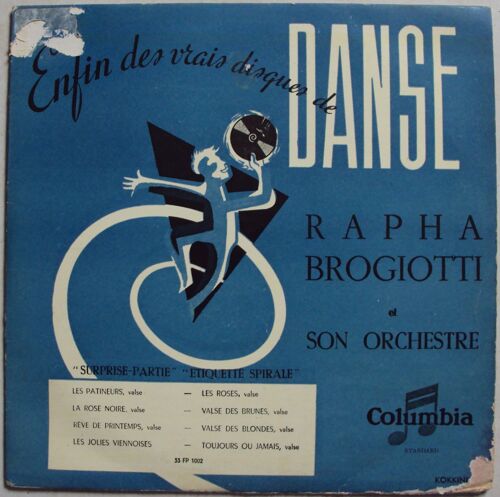 Enfin des vrais disques de
DANSE
RAPHA
BROGIOTTI
et
SON ORCHESTRE
"SURPRISE-PARTIE" "ETIQUETTE SPIRALE"
LES PATINEURS, valse — LES ROSES, valse
LA ROSE NOIRE, valse — VALSE DES BRUNES, valse
RÊVE DE PRINTEMPS, valse — VALSE DES BLONDES, valse
LES JOLIES VIENNOISES — TOUJOURS OU JAMAIS, valse
33 FP 1002
Columbia
STANDARD
KOKKINI